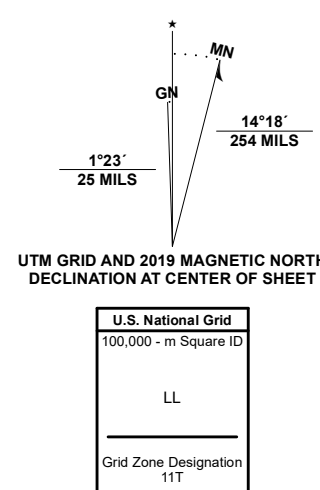 ★
MN
GN
14°18´
254 MILS
1°23´
25 MILS
UTM GRID AND 2019 MAGNETIC NORTH
DECLINATION AT CENTER OF SHEET
U.S. National Grid
100,000 - m Square ID
LL
Grid Zone Designation
11T